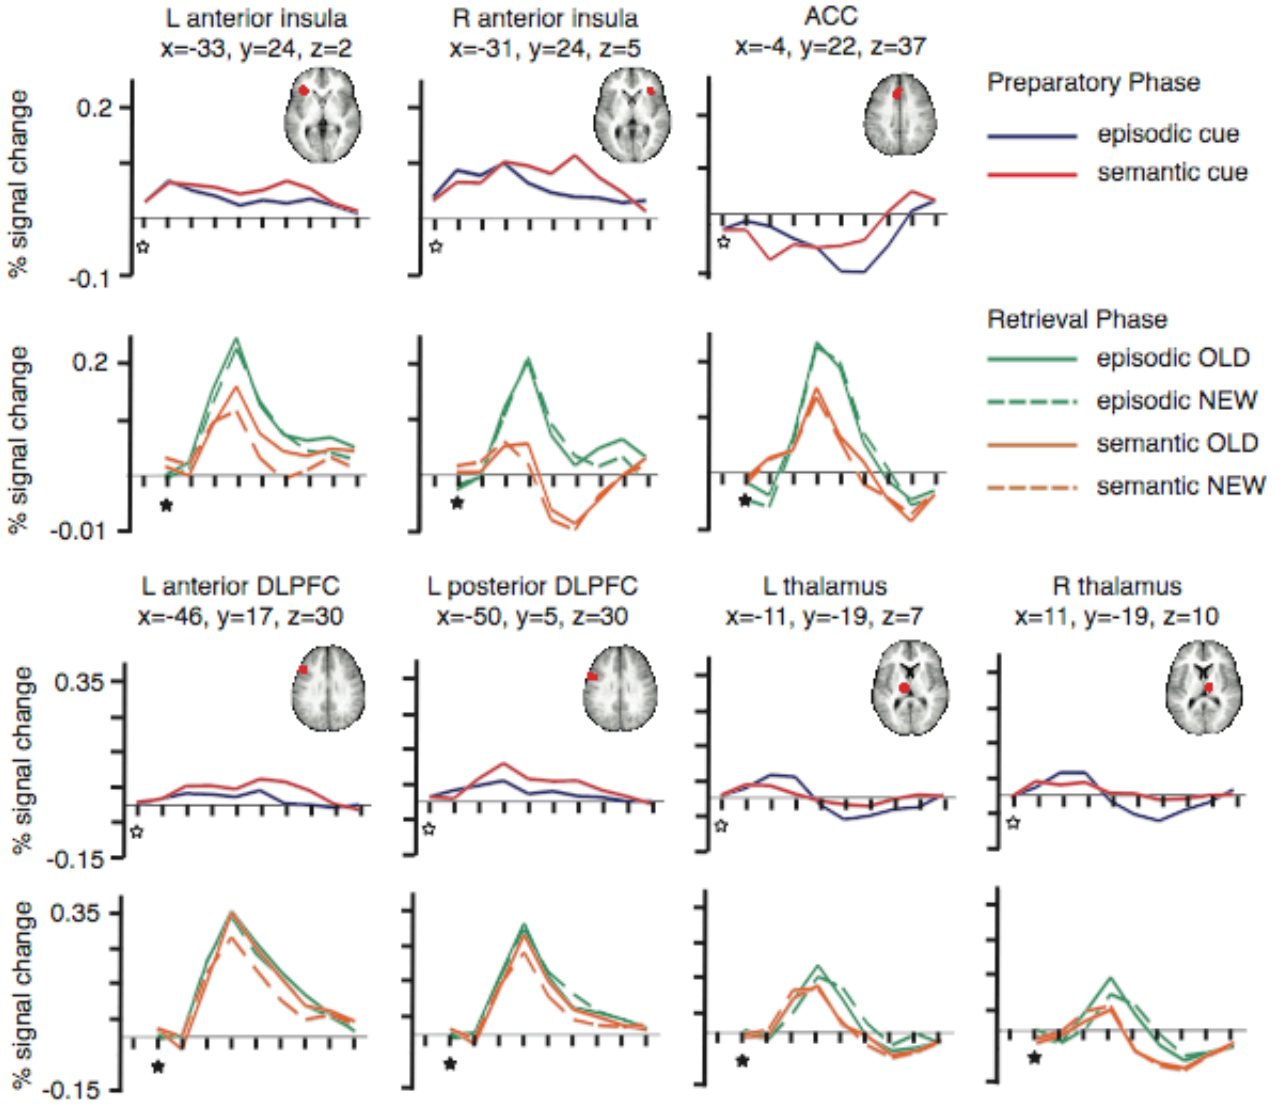 L anterior insula
x=-33, y=24, z=2
R anterior insula
x=-31, y=24, z=5
ACC
x=-4, y=22, z=37
% signal change
0.2
-0.1
Preparatory Phase
episodic cue
semantic cue
% signal change
0.2
-0.01
Retrieval Phase
episodic OLD
episodic NEW
semantic OLD
semantic NEW
L anterior DLPFC
x=-46, y=17, z=30
L posterior DLPFC
x=-50, y=5, z=30
L thalamus
x=-11, y=-19, z=7
R thalamus
x=11, y=-19, z=10
% signal change
0.35
-0.15
% signal change
0.35
-0.15